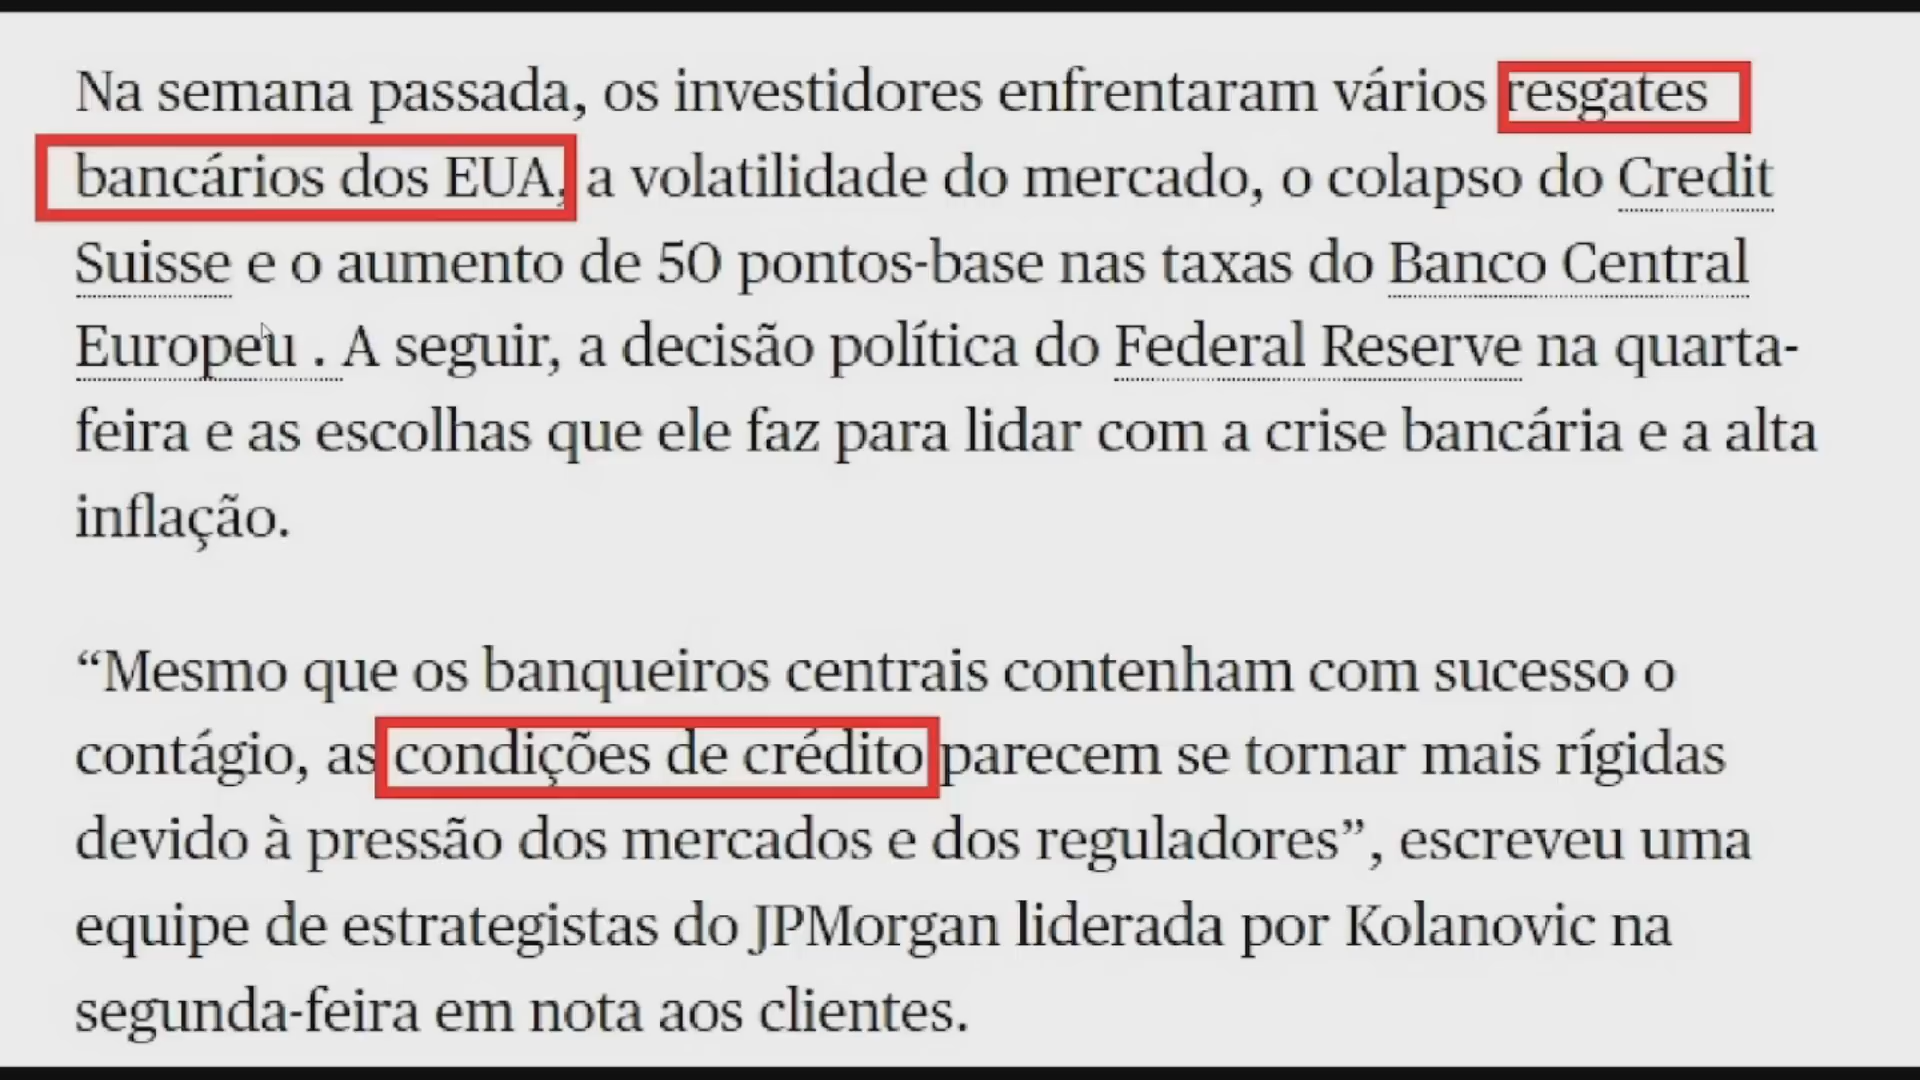 Na semana passada, os investidores enfrentaram vários resgates
bancários dos EUA, a volatilidade do mercado, o colapso do Credit
Suisse e o aumento de 50 pontos-base nas taxas do Banco Central
Europeu . A seguir, a decisão política do Federal Reserve na quarta-
feira e as escolhas que ele faz para lidar com a crise bancária e a alta
inflação.
“Mesmo que os banqueiros centrais contenham com sucesso o
contágio, as condições de crédito parecem se tornar mais rígidas
devido à pressão dos mercados e dos reguladores”, escreveu uma
equipe de estrategistas do JPMorgan liderada por Kolanovic na
segunda-feira em nota aos clientes.